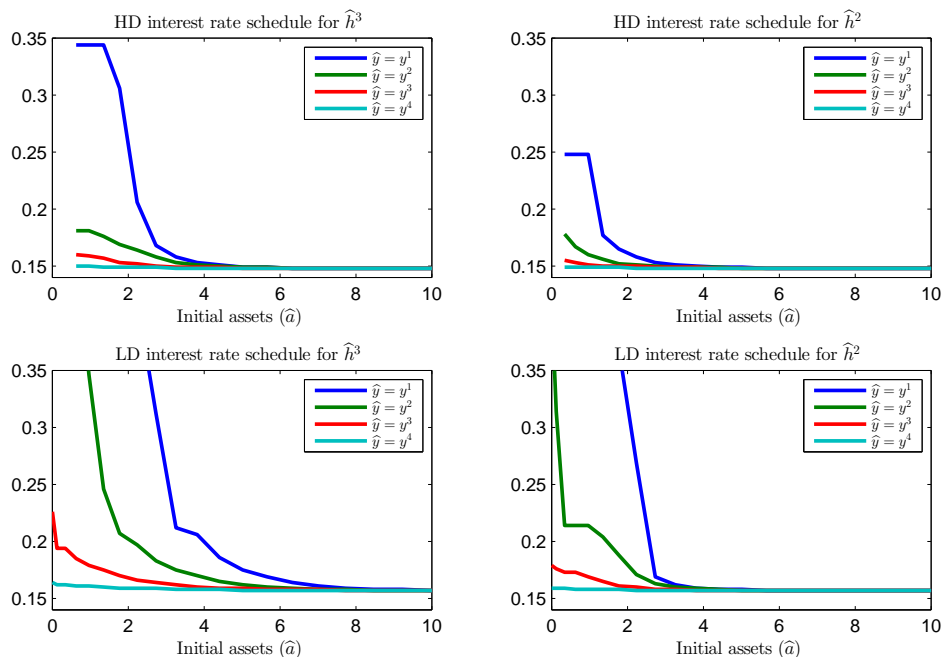 HD interest rate schedule for ĥ³
0.35
0.3
0.25
0.2
0.15
0 2 4 6 8 10
Initial assets (â)
ŷ = y¹
ŷ = y²
ŷ = y³
ŷ = y⁴
HD interest rate schedule for ĥ²
0.35
0.3
0.25
0.2
0.15
0 2 4 6 8 10
Initial assets (â)
ŷ = y¹
ŷ = y²
ŷ = y³
ŷ = y⁴
LD interest rate schedule for ĥ³
0.35
0.3
0.25
0.2
0.15
0 2 4 6 8 10
Initial assets (â)
ŷ = y¹
ŷ = y²
ŷ = y³
ŷ = y⁴
LD interest rate schedule for ĥ²
0.35
0.3
0.25
0.2
0.15
0 2 4 6 8 10
Initial assets (â)
ŷ = y¹
ŷ = y²
ŷ = y³
ŷ = y⁴